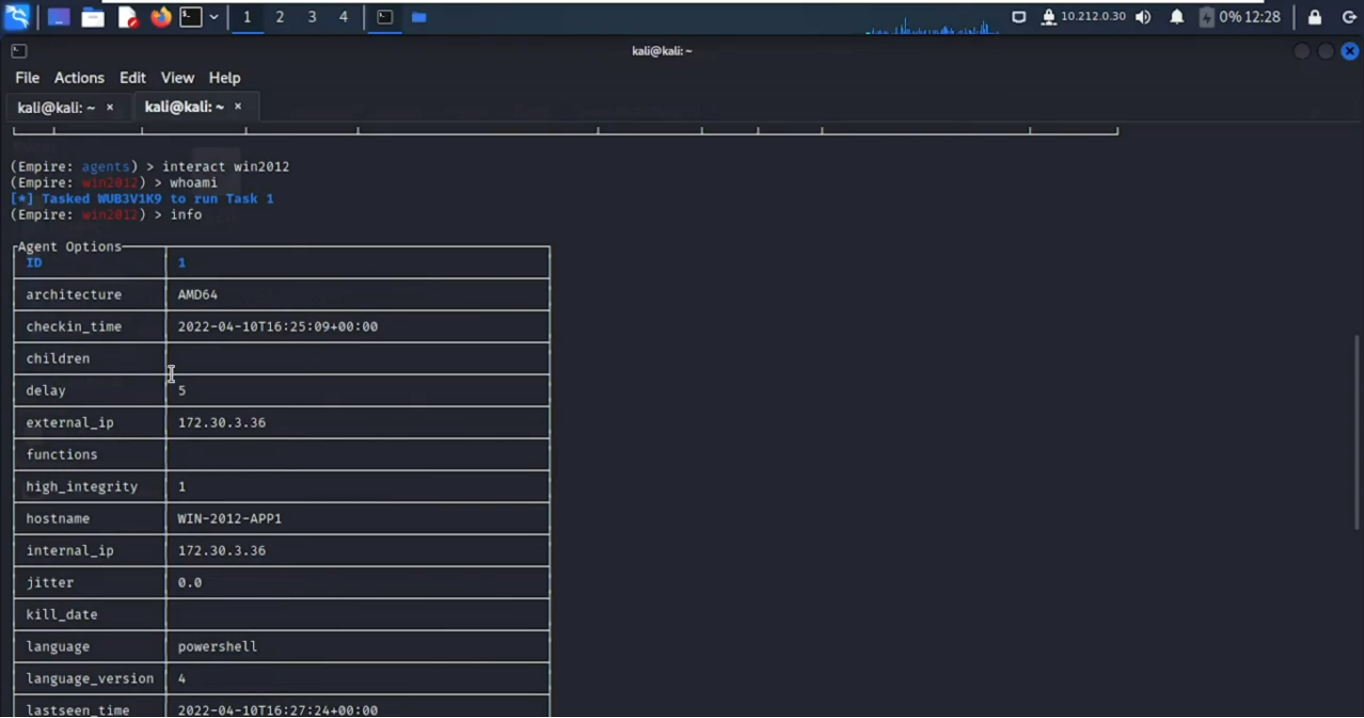 1 2 3 4 10.212.0.30 0% 12:28
kali@kali: ~
File Actions Edit View Help
kali@kali: ~ × kali@kali: ~ ×
(Empire: agents) > interact win2012
(Empire: win2012) > whoami
[*] Tasked WUB3V1K9 to run Task 1
(Empire: win2012) > info
Agent Options
ID 1
architecture AMD64
checkin_time 2022-04-10T16:25:09+00:00
children
delay 5
external_ip 172.30.3.36
functions
high_integrity 1
hostname WIN-2012-APP1
internal_ip 172.30.3.36
jitter 0.0
kill_date
language powershell
language_version 4
lastseen_time 2022-04-10T16:27:24+00:00